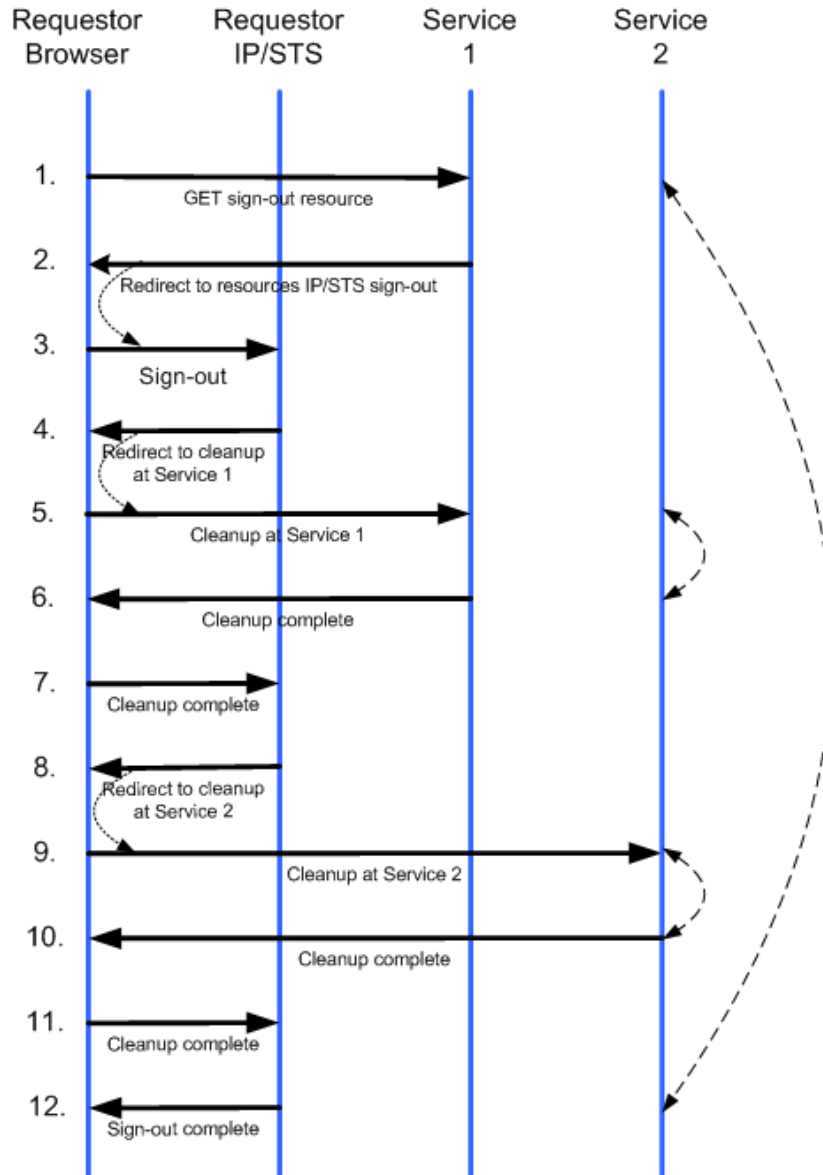 Requestor
Browser
Requestor
IP/STS
Service
1
Service
2
1.
GET sign-out resource
2.
Redirect to resources IP/STS sign-out
3.
Sign-out
4.
Redirect to cleanup
at Service 1
5.
Cleanup at Service 1
6.
Cleanup complete
7.
Cleanup complete
8.
Redirect to cleanup
at Service 2
9.
Cleanup at Service 2
10.
Cleanup complete
11.
Cleanup complete
12.
Sign-out complete